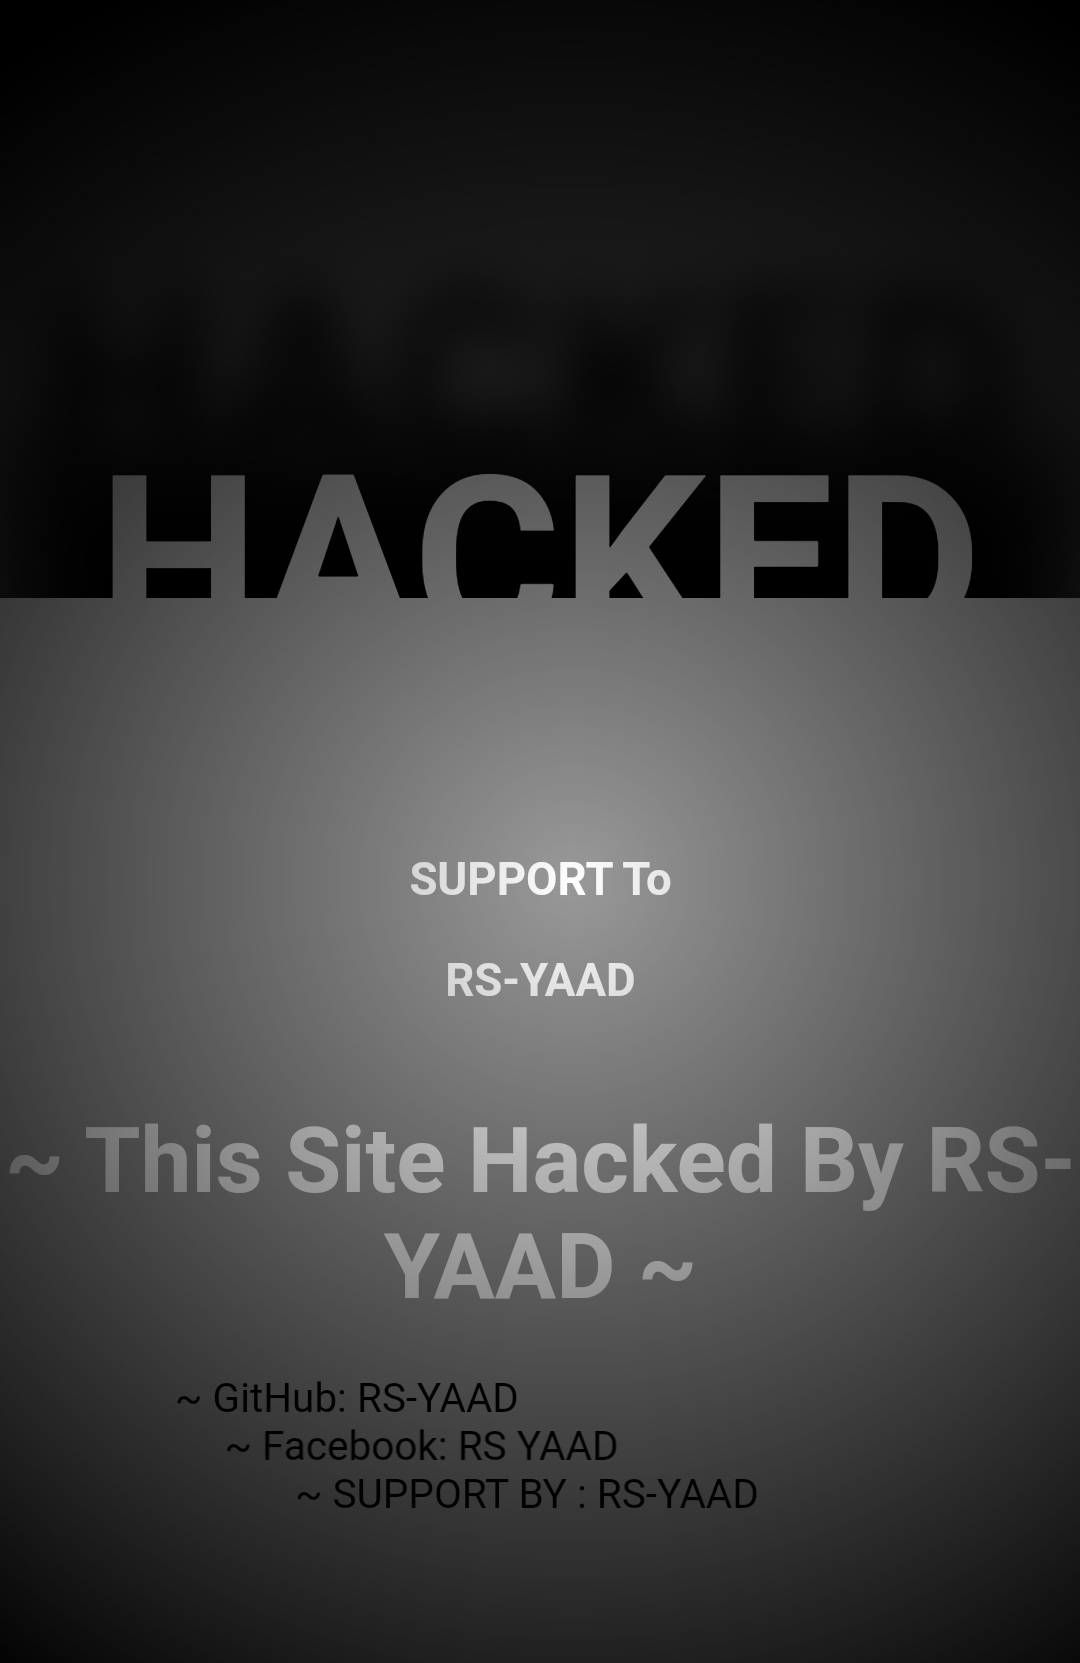 HACKED
SUPPORT To
RS-YAAD
~ This Site Hacked By RS-
YAAD ~
~ GitHub: RS-YAAD
~ Facebook: RS YAAD
~ SUPPORT BY : RS-YAAD